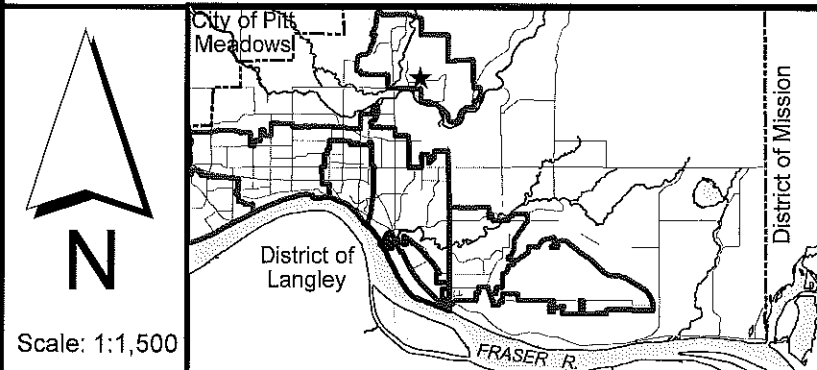 City of Pitt
Meadows
District of Mission
District of
Langley
FRASER R.
N
Scale: 1:1,500